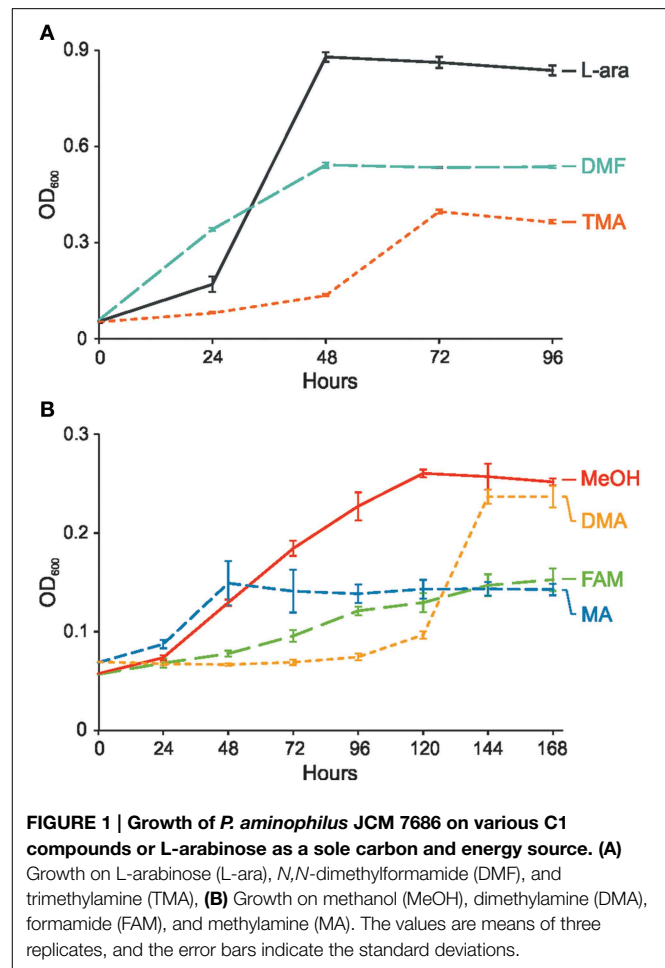 A
0.9
0.6
0.3
0
OD600
0 24 48 72 96
Hours
L-ara
DMF
TMA
B
0.3
0.2
0.1
0
OD600
0 24 48 72 96 120 144 168
Hours
MeOH
DMA
FAM
MA
FIGURE 1 | Growth of P. aminophilus JCM 7686 on various C1
compounds or L-arabinose as a sole carbon and energy source. (A)
Growth on L-arabinose (L-ara), N,N-dimethylformamide (DMF), and
trimethylamine (TMA), (B) Growth on methanol (MeOH), dimethylamine (DMA),
formamide (FAM), and methylamine (MA). The values are means of three
replicates, and the error bars indicate the standard deviations.